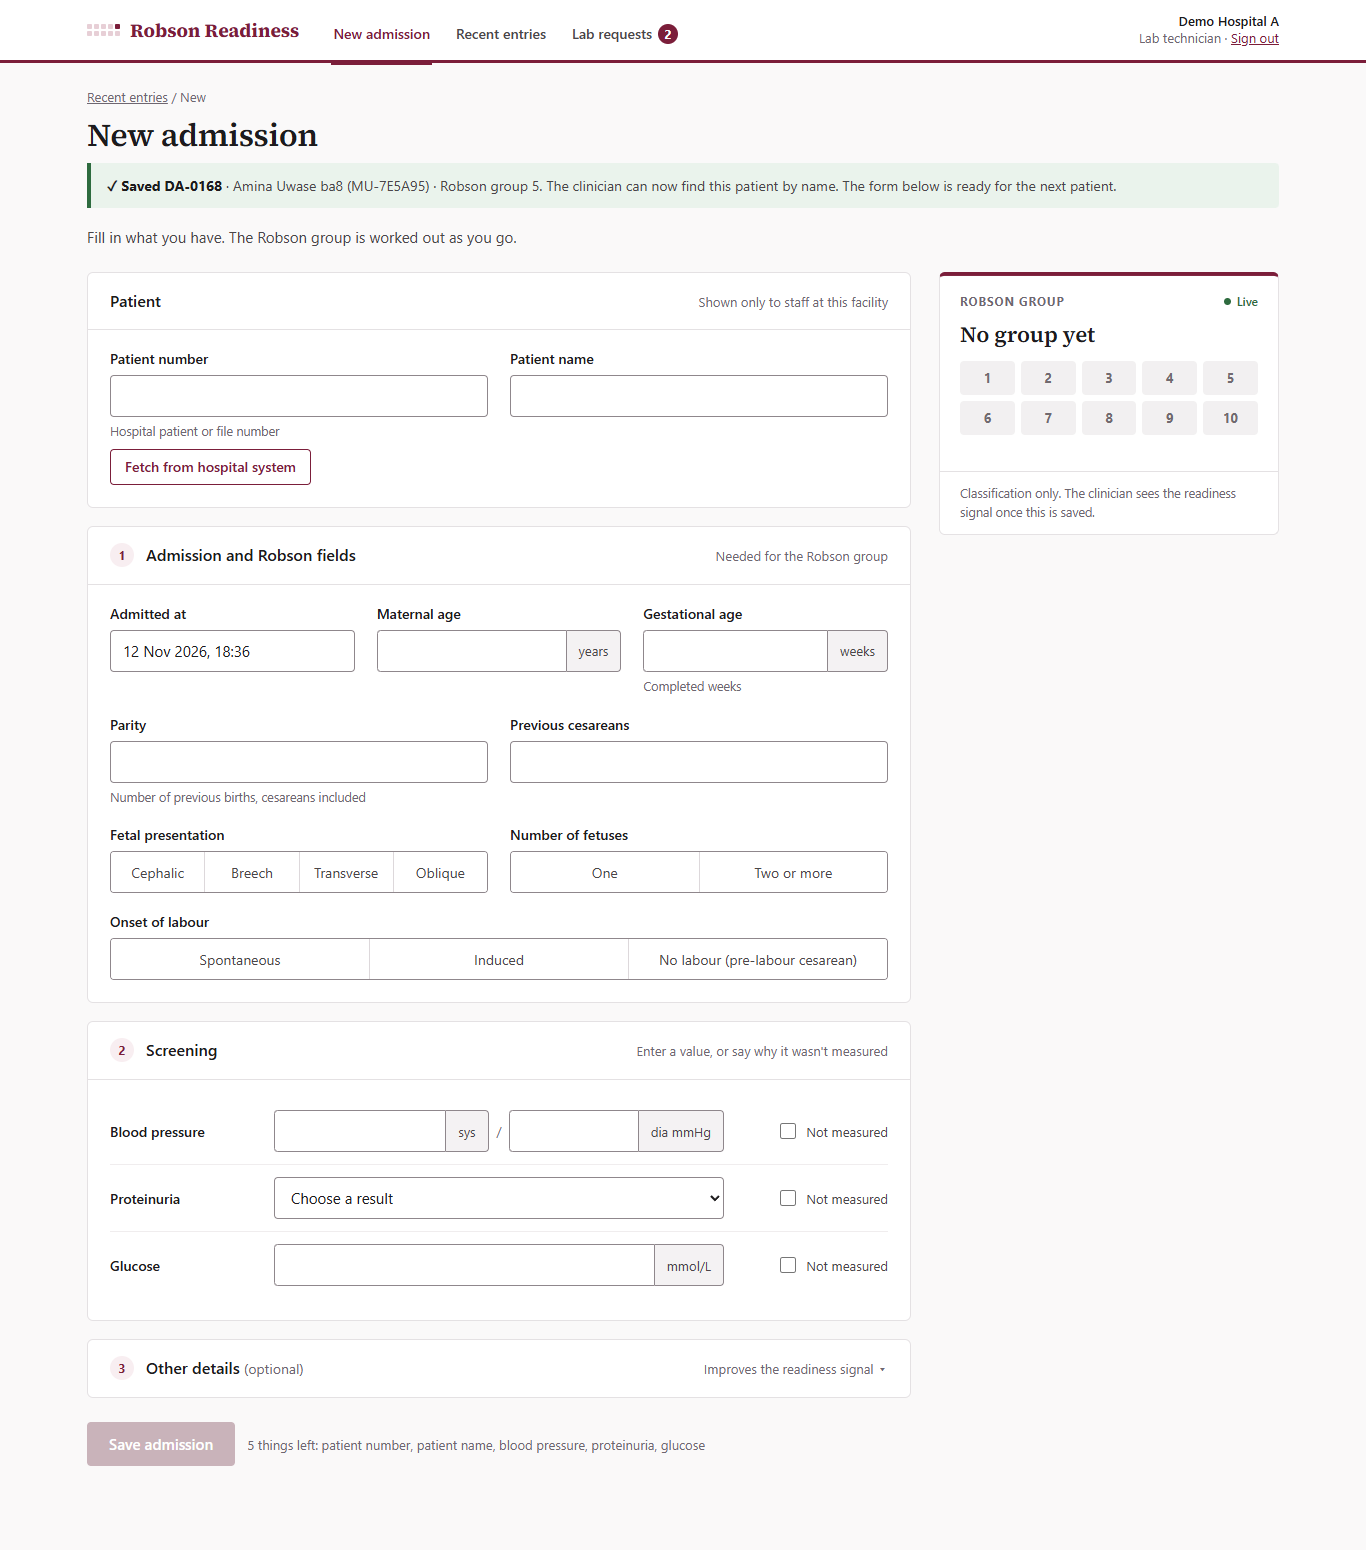 Robson Readiness
New admission
Recent entries
Lab requests 2
Demo Hospital A
Lab technician · Sign out
Recent entries / New
New admission
✓ Saved DA-0168 · Amina Uwase ba8 (MU-7E5A95) · Robson group 5. The clinician can now find this patient by name. The form below is ready for the next patient.
Fill in what you have. The Robson group is worked out as you go.
Patient
Shown only to staff at this facility
Patient number
Patient name
Hospital patient or file number
Fetch from hospital system
ROBSON GROUP
Live
No group yet
1 2 3 4 5
6 7 8 9 10
Classification only. The clinician sees the readiness
signal once this is saved.
1 Admission and Robson fields
Needed for the Robson group
Admitted at
Maternal age
Gestational age
12 Nov 2026, 18:36
years
weeks
Completed weeks
Parity
Previous cesareans
Number of previous births, cesareans included
Fetal presentation
Number of fetuses
Cephalic
Breech
Transverse
Oblique
One
Two or more
Onset of labour
Spontaneous
Induced
No labour (pre-labour cesarean)
2 Screening
Enter a value, or say why it wasn't measured
Blood pressure
sys
/
dia mmHg
Not measured
Proteinuria
Choose a result
Not measured
Glucose
mmol/L
Not measured
3 Other details (optional)
Improves the readiness signal
Save admission
5 things left: patient number, patient name, blood pressure, proteinuria, glucose